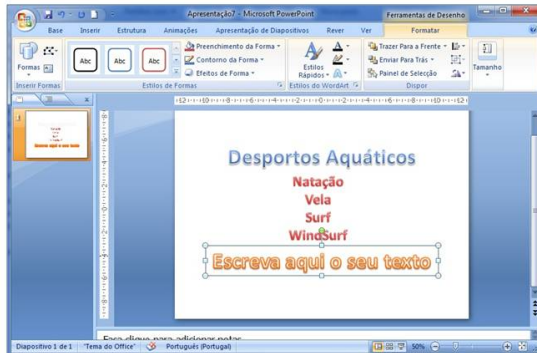 Apresentação7 - Microsoft PowerPoint
Ferramentas de Desenho
Base Inserir Estrutura Animações Apresentação de Diapositivos Rever Ver Formatar
Formas
Abc Abc Abc
Preenchimento da Forma
Contorno da Forma
Efeitos de Forma
Estilos Rápidos
Trazer Para a Frente
Enviar Para Trás
Painel de Selecção
Tamanho
Inserir Formas Estilos de Formas Estilos do WordArt Dispor
Desportos Aquáticos
Natação
Vela
Surf
WindSurf
Escreva aqui o seu texto
Faça clique para adicionar notas
Diapositivo 1 de 1 "Tema do Office" Português (Portugal) 50%